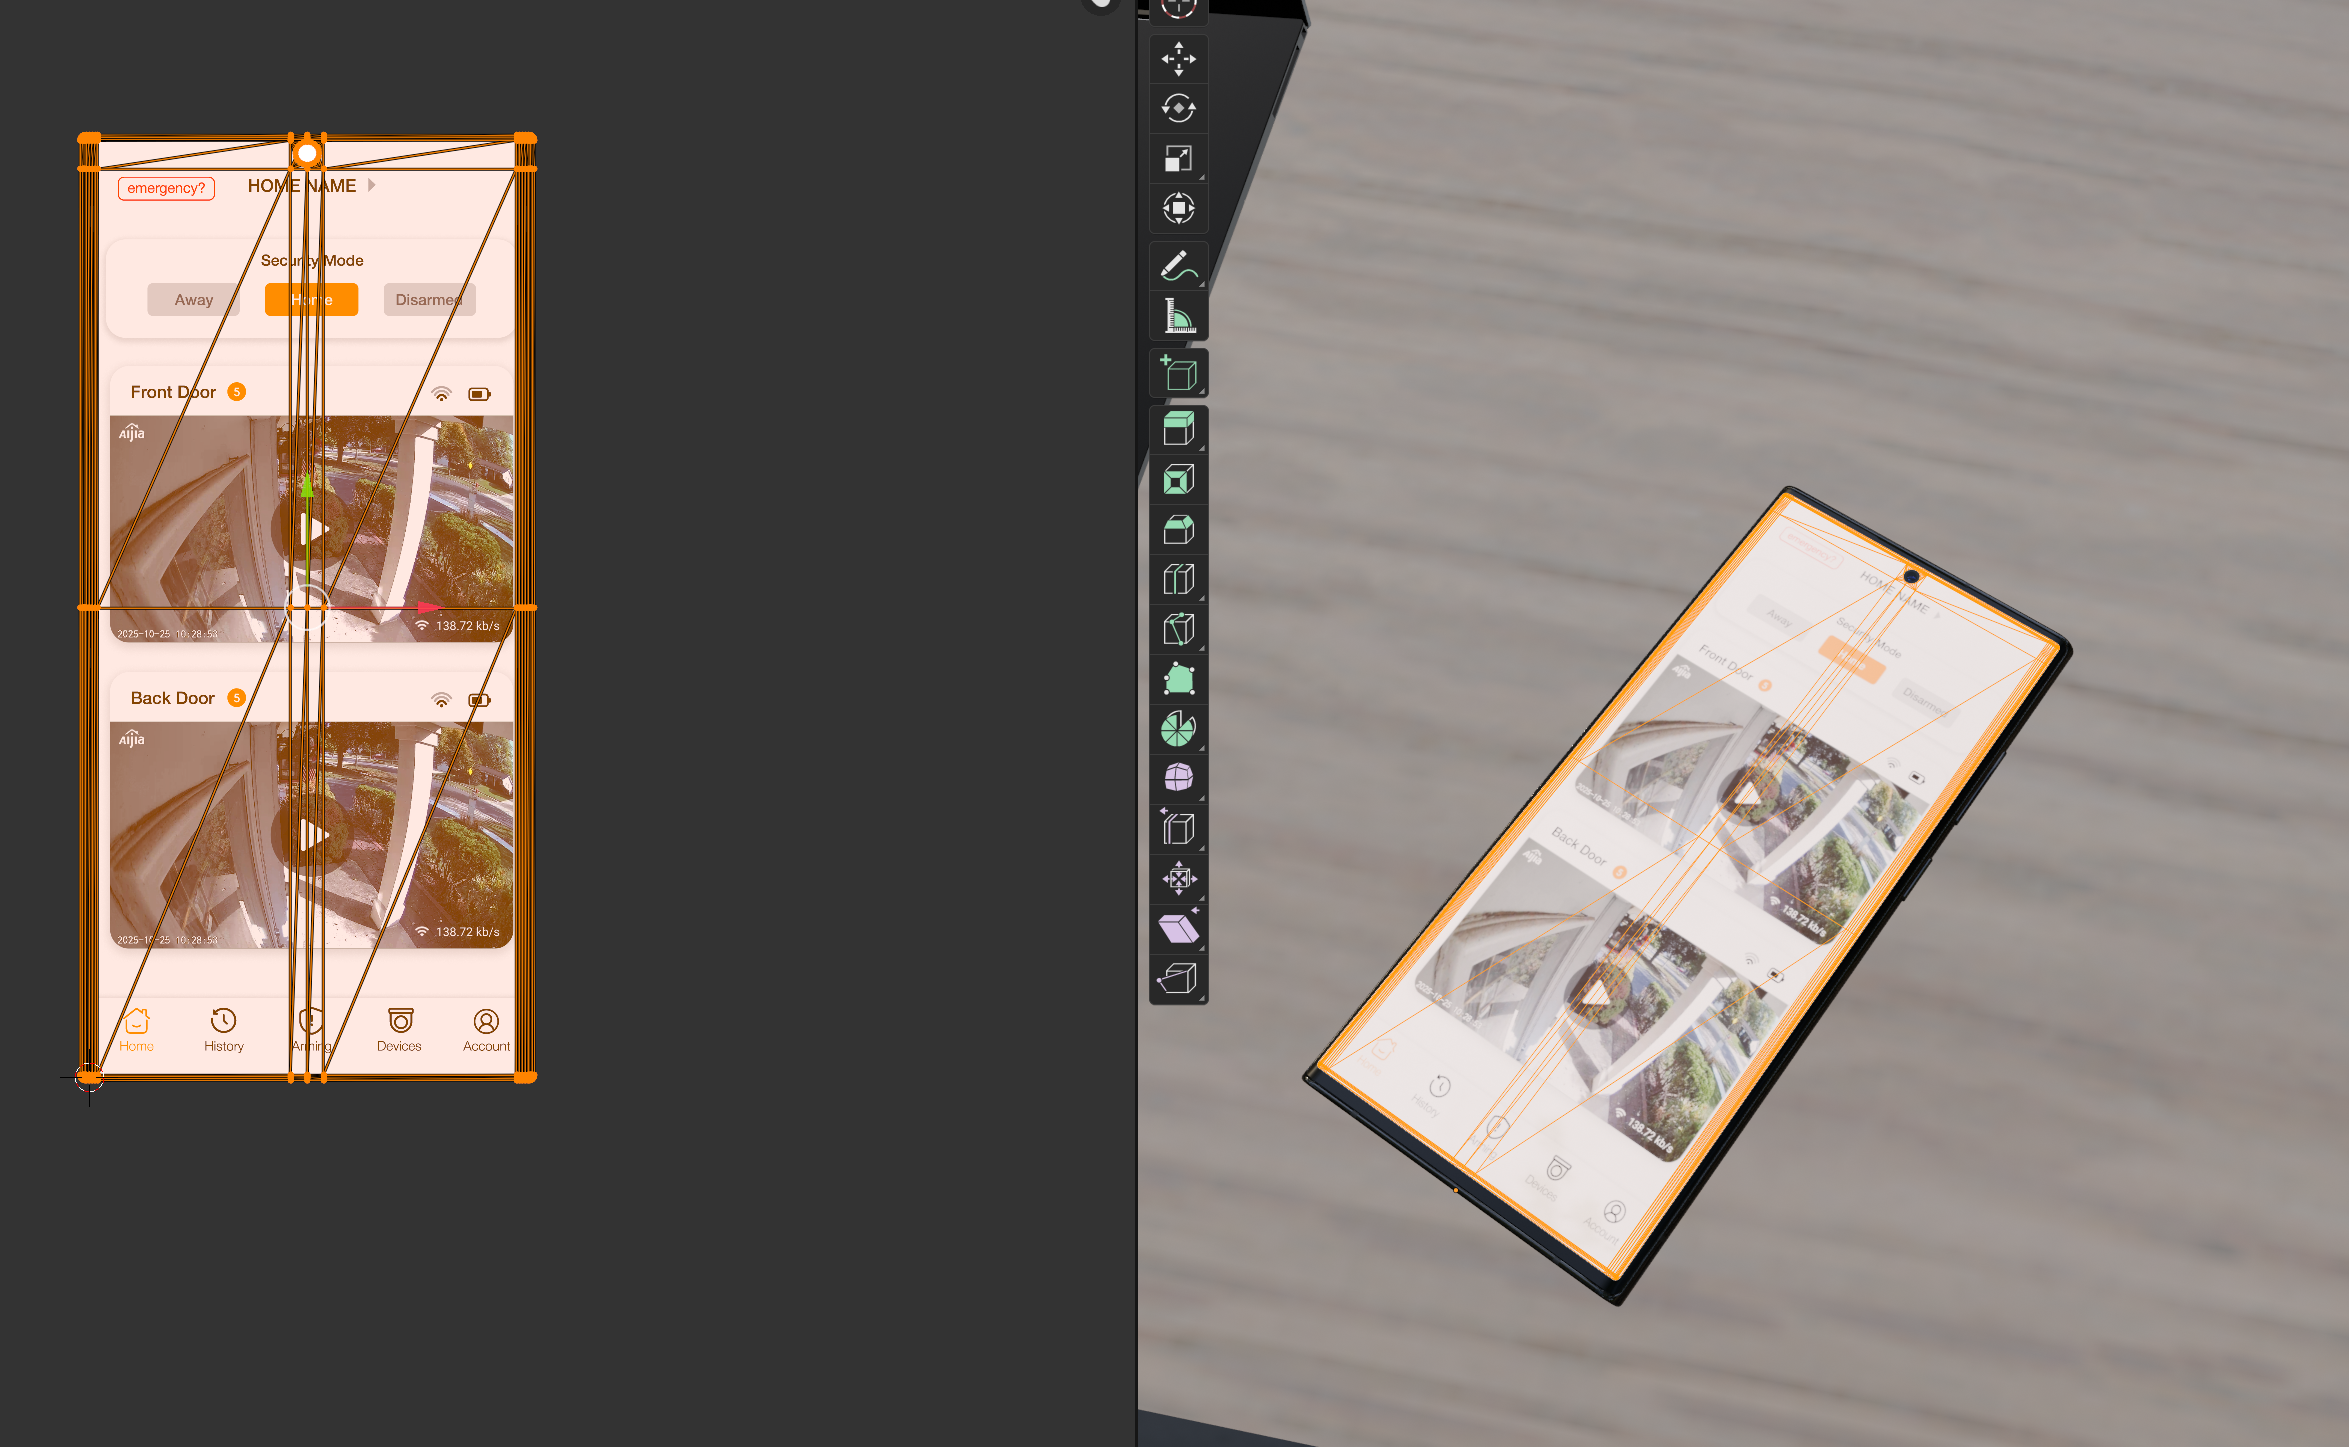 emergency?
HOME NAME
Security Mode
Away
Home
Disarmed
Front Door 5
Aijia
2025-10-25 10:28:53
138.72 kb/s
Back Door 5
Aijia
2025-10-25 10:28:53
138.72 kb/s
Home
History
Arming
Devices
Account
emergency?
HOME NAME
Security Mode
Away
Disarmed
Front Door
Aijia
138.72 kb/s
Back Door
Aijia
138.72 kb/s
History
Devices
Account